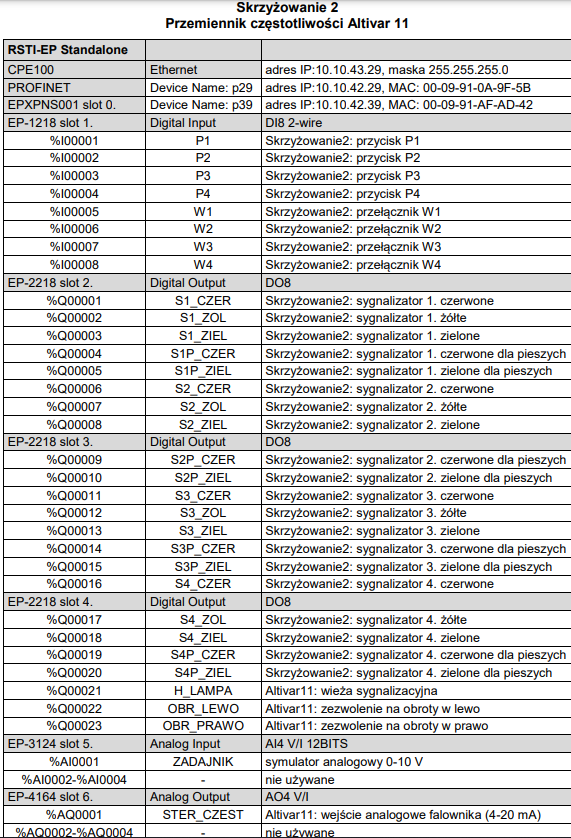 Skrzyżowanie 2
Przemiennik częstotliwości Altivar 11
RSTI-EP Standalone
CPE100 Ethernet adres IP:10.10.43.29, maska 255.255.255.0
PROFINET Device Name: p29 adres IP:10.10.42.29, MAC: 00-09-91-0A-9F-5B
EPXPNS001 slot 0. Device Name: p39 adres IP:10.10.42.39, MAC: 00-09-91-AF-AD-42
EP-1218 slot 1. Digital Input DI8 2-wire
%I00001 P1 Skrzyżowanie2: przycisk P1
%I00002 P2 Skrzyżowanie2: przycisk P2
%I00003 P3 Skrzyżowanie2: przycisk P3
%I00004 P4 Skrzyżowanie2: przycisk P4
%I00005 W1 Skrzyżowanie2: przełącznik W1
%I00006 W2 Skrzyżowanie2: przełącznik W2
%I00007 W3 Skrzyżowanie2: przełącznik W3
%I00008 W4 Skrzyżowanie2: przełącznik W4
EP-2218 slot 2. Digital Output DO8
%Q00001 S1_CZER Skrzyżowanie2: sygnalizator 1. czerwone
%Q00002 S1_ZOL Skrzyżowanie2: sygnalizator 1. żółte
%Q00003 S1_ZIEL Skrzyżowanie2: sygnalizator 1. zielone
%Q00004 S1P_CZER Skrzyżowanie2: sygnalizator 1. czerwone dla pieszych
%Q00005 S1P_ZIEL Skrzyżowanie2: sygnalizator 1. zielone dla pieszych
%Q00006 S2_CZER Skrzyżowanie2: sygnalizator 2. czerwone
%Q00007 S2_ZOL Skrzyżowanie2: sygnalizator 2. żółte
%Q00008 S2_ZIEL Skrzyżowanie2: sygnalizator 2. zielone
EP-2218 slot 3. Digital Output DO8
%Q00009 S2P_CZER Skrzyżowanie2: sygnalizator 2. czerwone dla pieszych
%Q00010 S2P_ZIEL Skrzyżowanie2: sygnalizator 2. zielone dla pieszych
%Q00011 S3_CZER Skrzyżowanie2: sygnalizator 3. czerwone
%Q00012 S3_ZOL Skrzyżowanie2: sygnalizator 3. żółte
%Q00013 S3_ZIEL Skrzyżowanie2: sygnalizator 3. zielone
%Q00014 S3P_CZER Skrzyżowanie2: sygnalizator 3. czerwone dla pieszych
%Q00015 S3P_ZIEL Skrzyżowanie2: sygnalizator 3. zielone dla pieszych
%Q00016 S4_CZER Skrzyżowanie2: sygnalizator 4. czerwone
EP-2218 slot 4. Digital Output DO8
%Q00017 S4_ZOL Skrzyżowanie2: sygnalizator 4. żółte
%Q00018 S4_ZIEL Skrzyżowanie2: sygnalizator 4. zielone
%Q00019 S4P_CZER Skrzyżowanie2: sygnalizator 4. czerwone dla pieszych
%Q00020 S4P_ZIEL Skrzyżowanie2: sygnalizator 4. zielone dla pieszych
%Q00021 H_LAMPA Altivar11: wieża sygnalizacyjna
%Q00022 OBR_LEWO Altivar11: zezwolenie na obroty w lewo
%Q00023 OBR_PRAWO Altivar11: zezwolenie na obroty w prawo
EP-3124 slot 5. Analog Input AI4 V/I 12BITS
%AI0001 ZADAJNIK symulator analogowy 0-10 V
%AI0002-%AI0004 - nie używane
EP-4164 slot 6. Analog Output AO4 V/I
%AQ0001 STER_CZEST Altivar11: wejście analogowe falownika (4-20 mA)
%AQ0002-%AQ0004 - nie używane